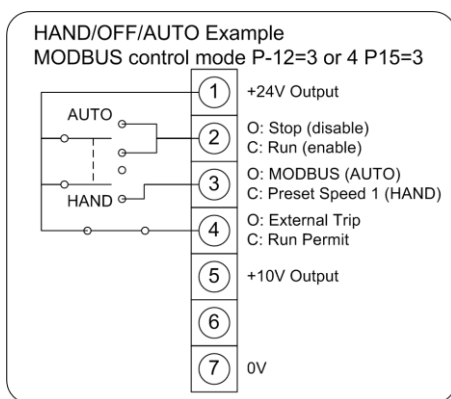 HAND/OFF/AUTO Example
MODBUS control mode P-12=3 or 4 P15=3
1 +24V Output
AUTO
2 O: Stop (disable)
C: Run (enable)
3 O: MODBUS (AUTO)
C: Preset Speed 1 (HAND)
HAND
4 O: External Trip
C: Run Permit
5 +10V Output
6
7 0V